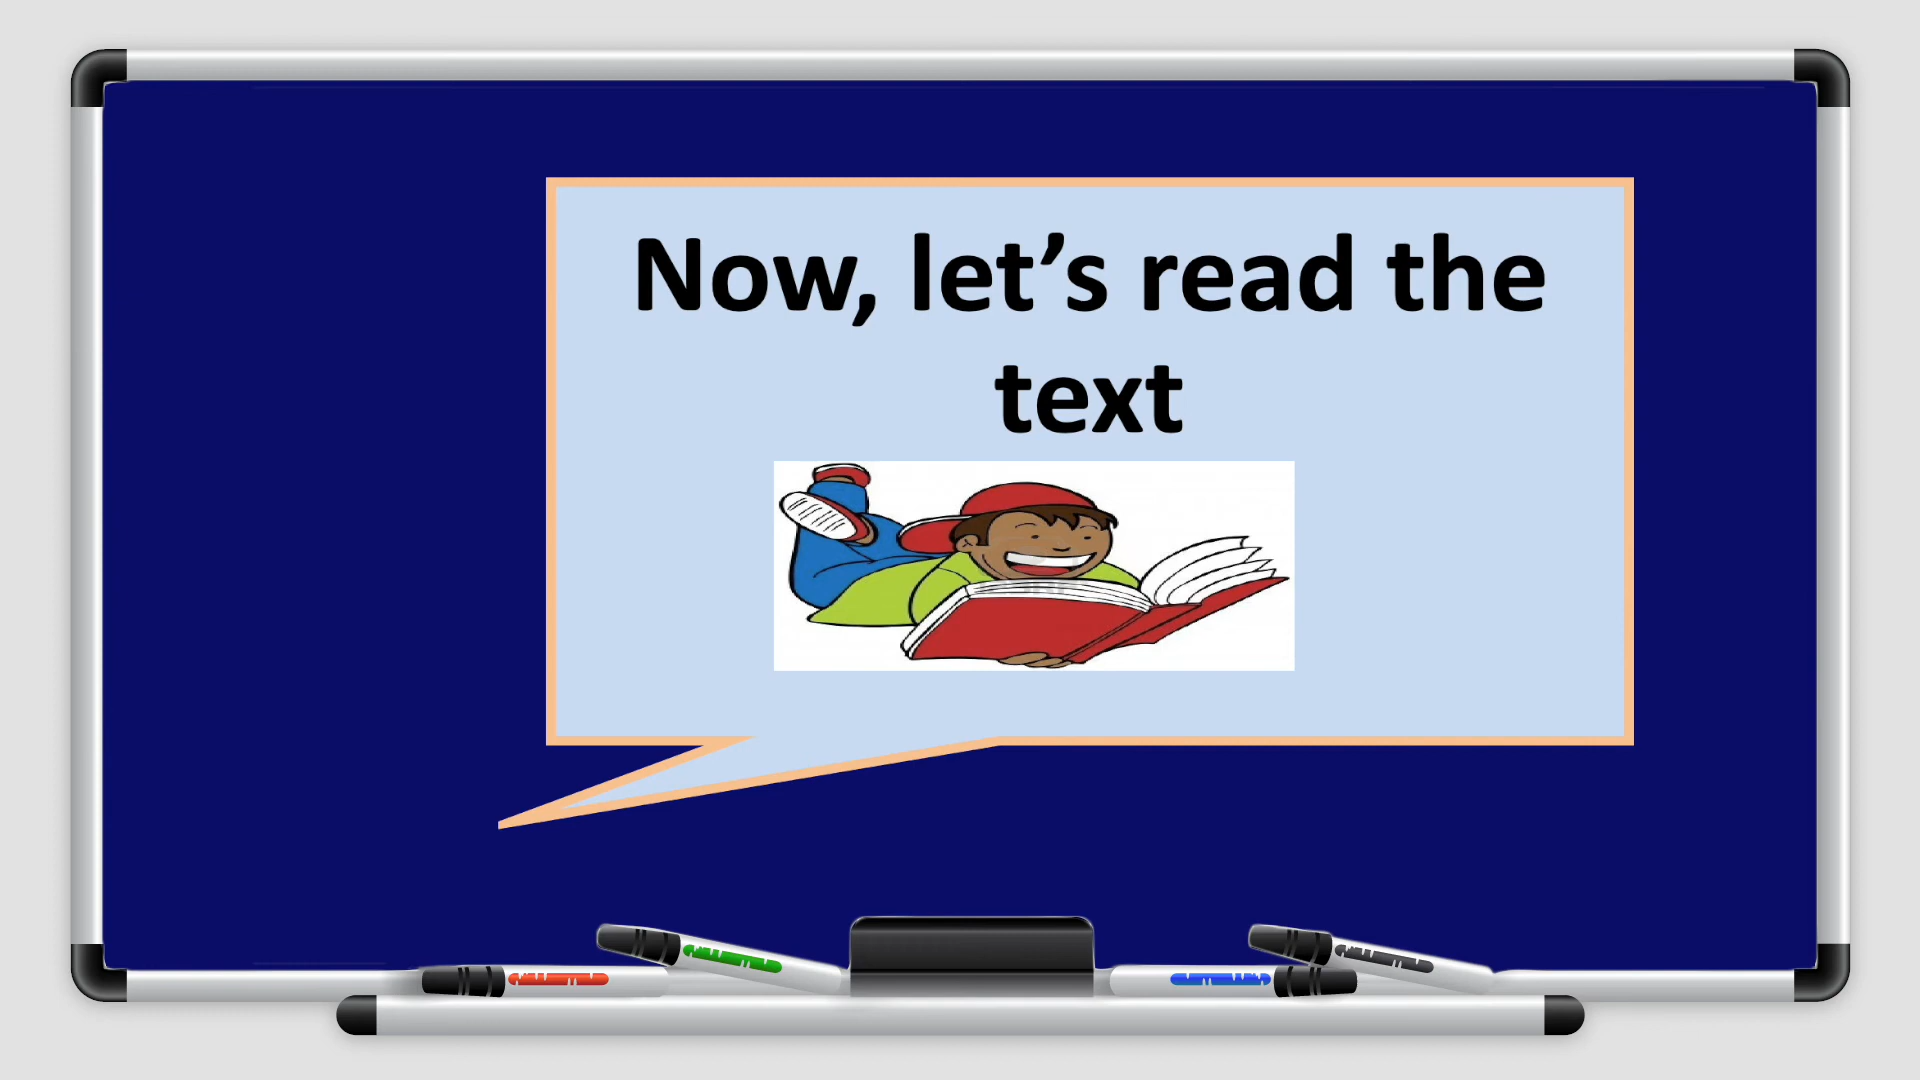 Now, let’s read the
text